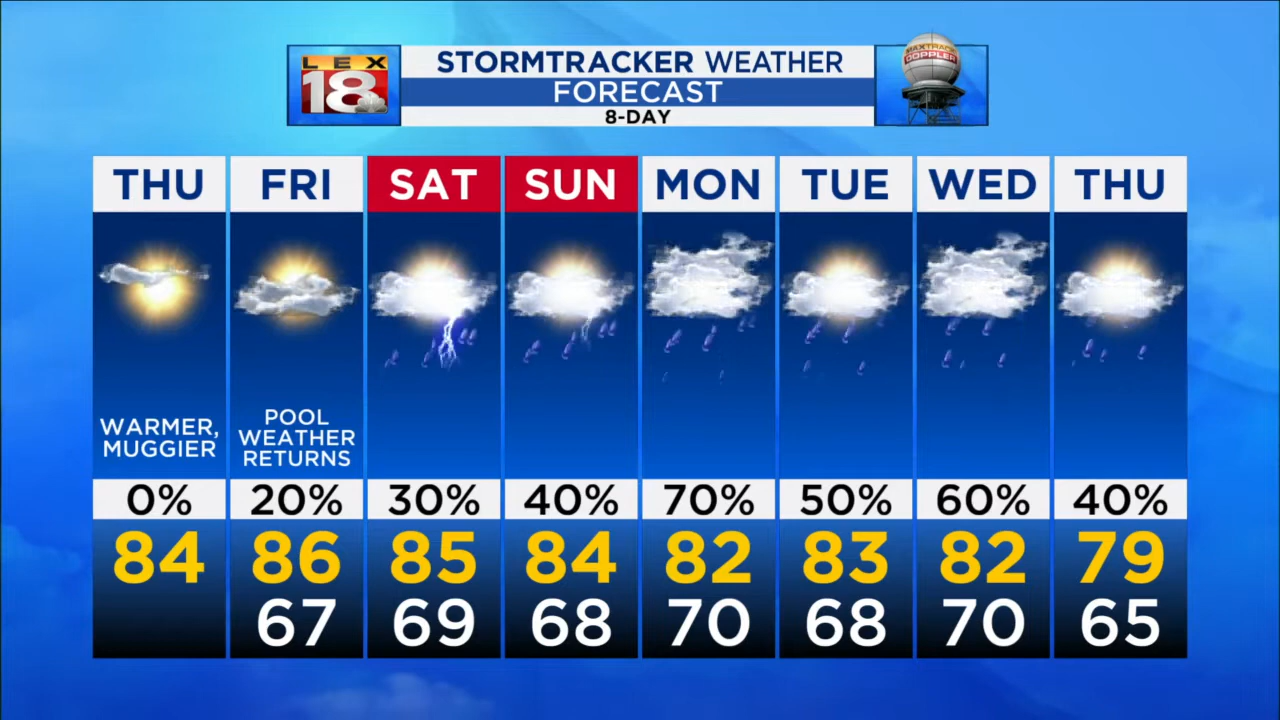 LEX
18
STORMTRACKER WEATHER
FORECAST
8-DAY
MAXTRACK
DOPPLER
THU FRI SAT SUN MON TUE WED THU
WARMER,
MUGGIER
POOL
WEATHER
RETURNS
0% 20% 30% 40% 70% 50% 60% 40%
84 86 85 84 82 83 82 79
67 69 68 70 68 70 65